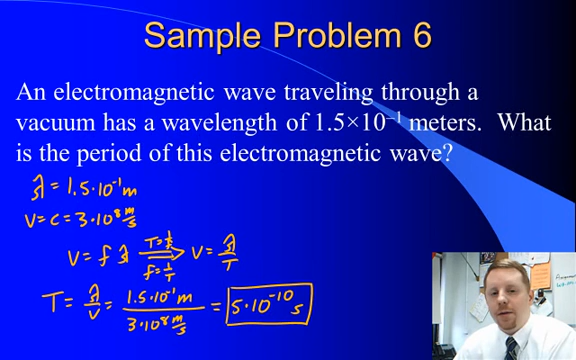 Sample Problem 6
An electromagnetic wave traveling through a
vacuum has a wavelength of 1.5×10⁻¹ meters. What
is the period of this electromagnetic wave?
λ = 1.5·10⁻¹ m
v = c = 3·10⁸ m/s
v = f λ T = 1/f f = 1/T ⇒ v = λ/T
T = λ/v = 1.5·10⁻¹ m / 3·10⁸ m/s = 5·10⁻¹⁰ s